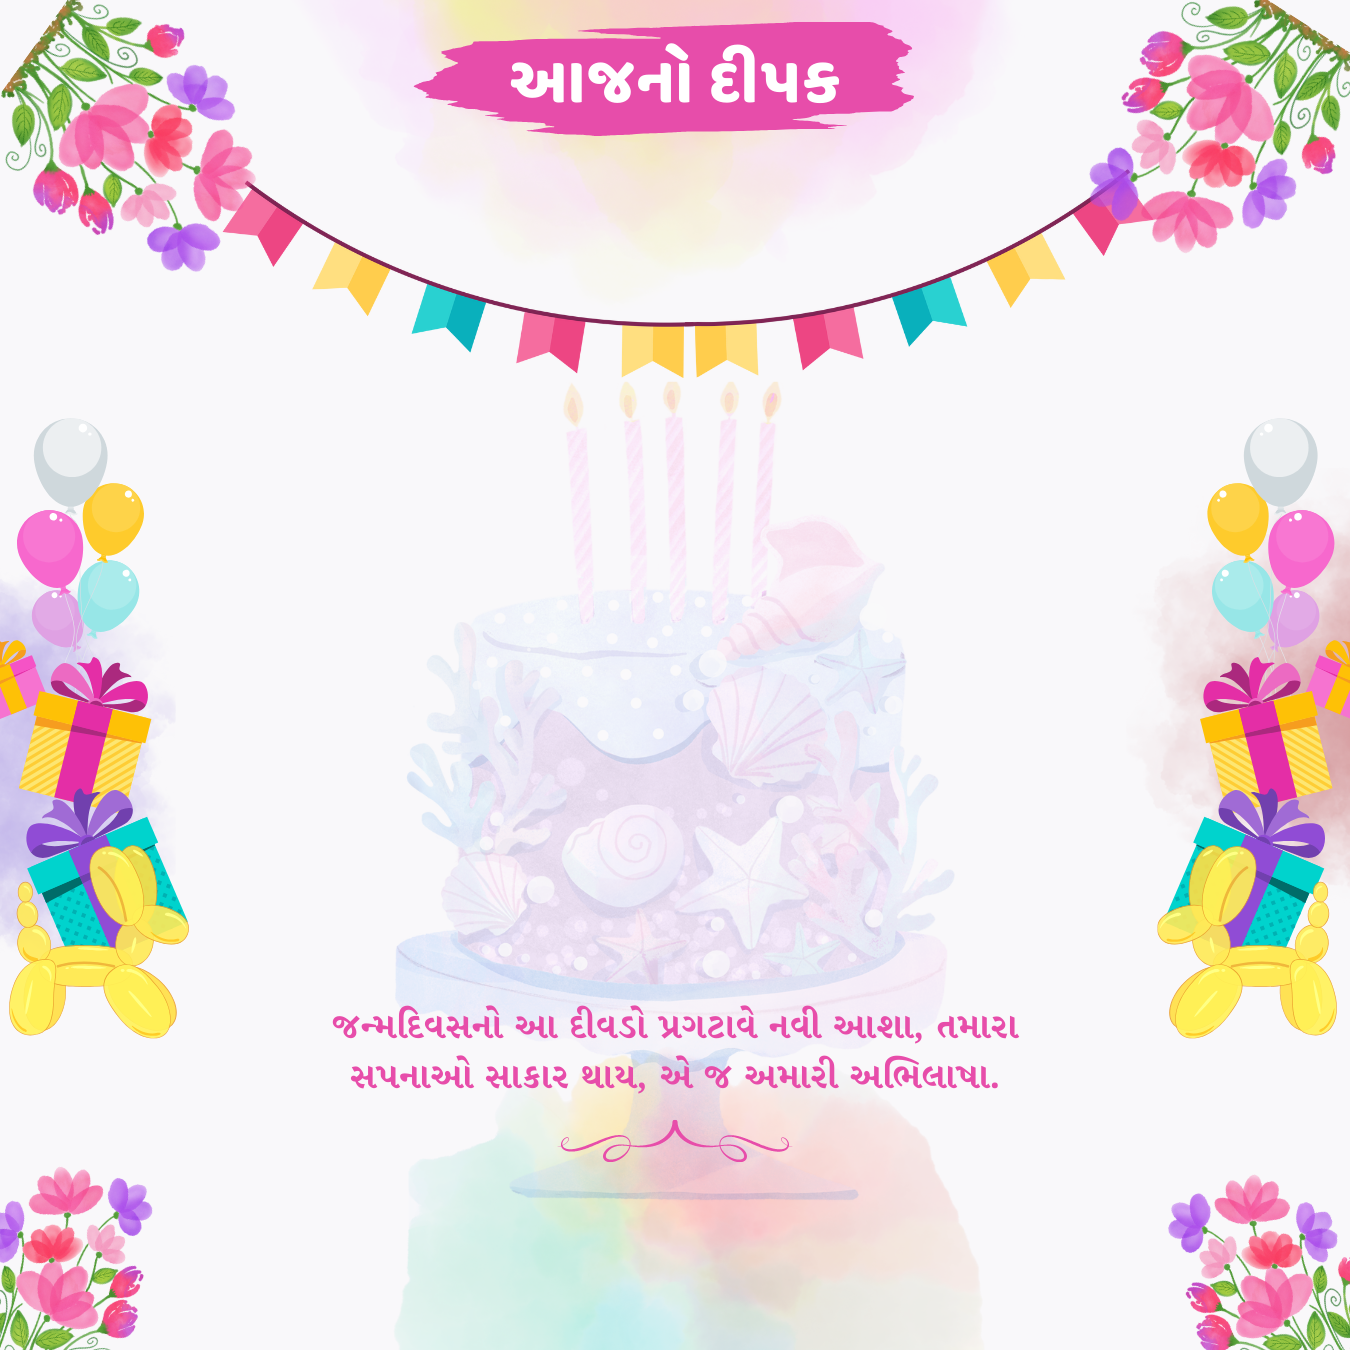 આજનો દીપક
જન્મદિવસનો આ દીવડો પ્રગટાવે નવી આશા, તમારા
સપનાઓ સાકાર થાય, એ જ અમારી અભિલાષા.